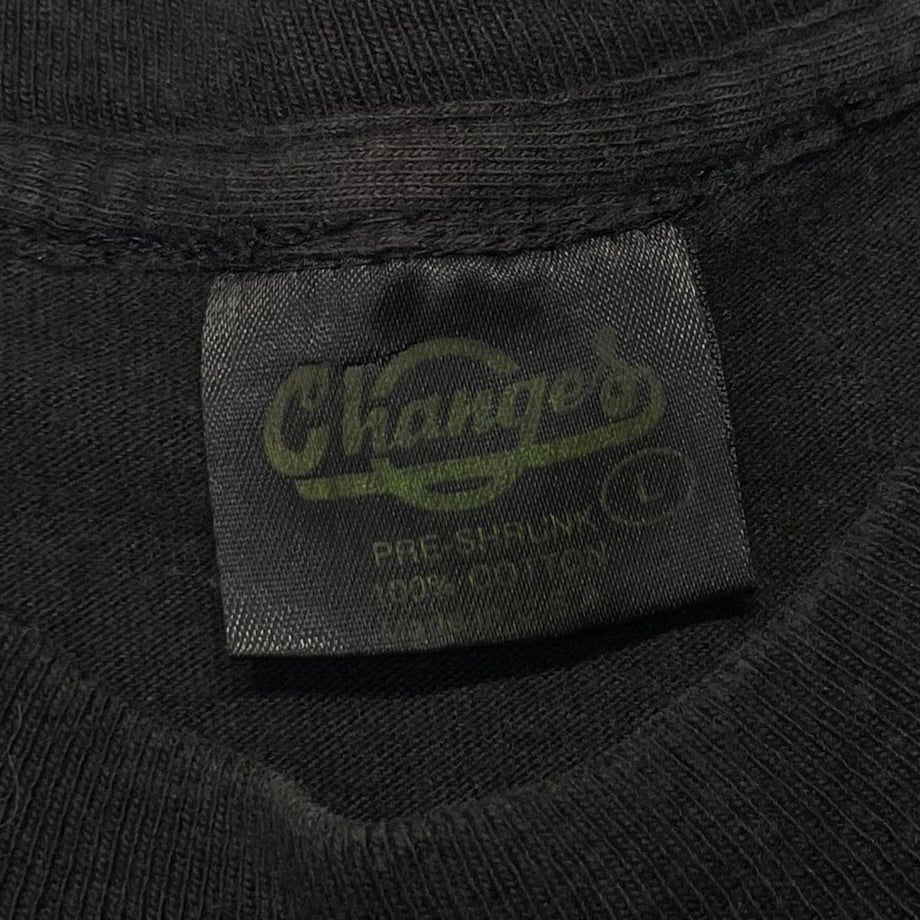 Changes
L
PRE-SHRUNK
100% COTTON